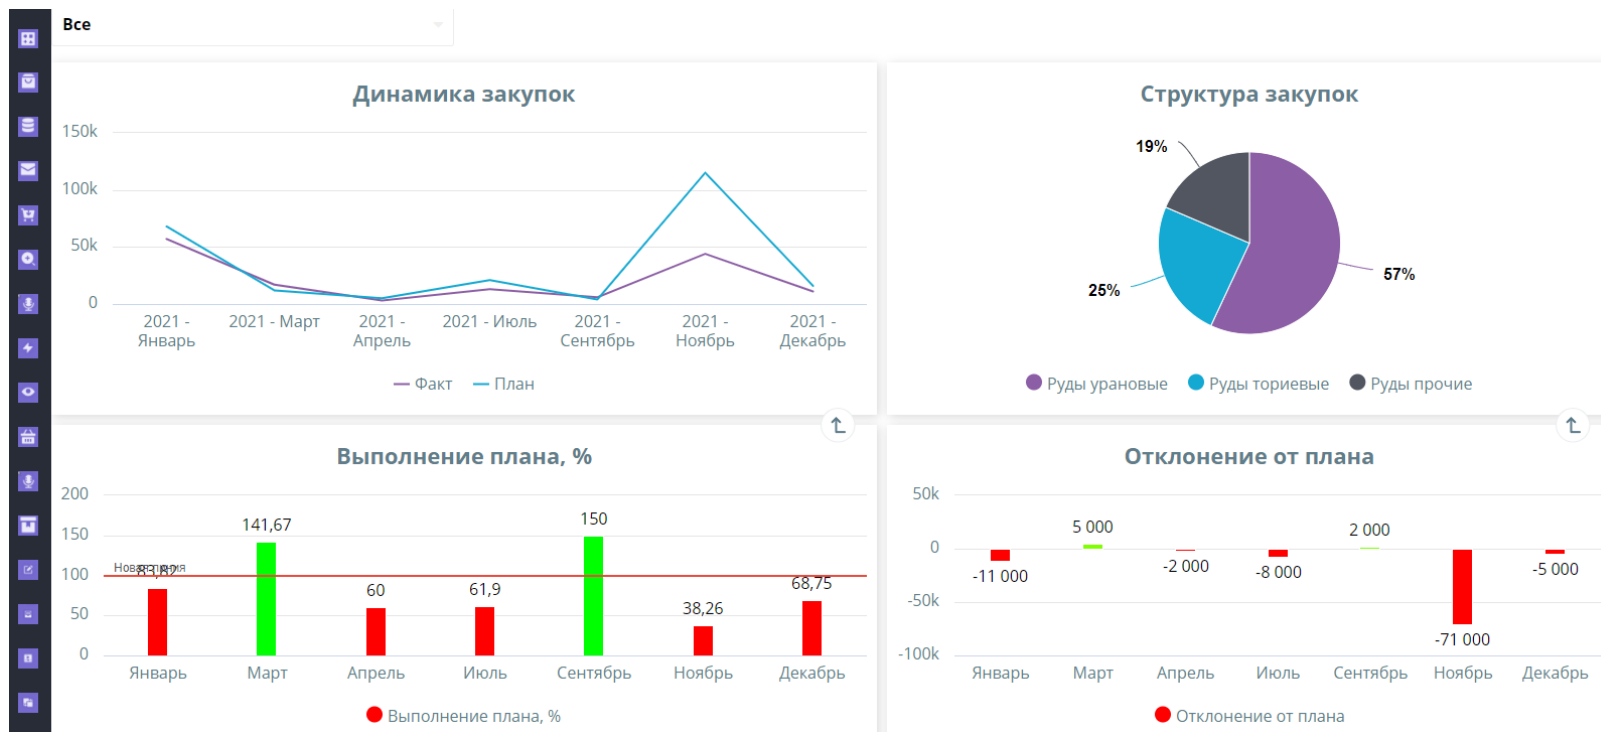 Все
Динамика закупок
150k
100k
50k
0
2021 -
Январь
2021 - Март
2021 -
Апрель
2021 - Июль
2021 -
Сентябрь
2021 -
Ноябрь
2021 -
Декабрь
Факт
План
Структура закупок
19%
25%
57%
Руды урановые
Руды ториевые
Руды прочие
Выполнение плана, %
200
150
100
50
0
Новая линия
83,82
141,67
60
61,9
150
38,26
68,75
Январь
Март
Апрель
Июль
Сентябрь
Ноябрь
Декабрь
Выполнение плана, %
Отклонение от плана
50k
0
-50k
-100k
-11 000
5 000
-2 000
-8 000
2 000
-71 000
-5 000
Январь
Март
Апрель
Июль
Сентябрь
Ноябрь
Декабрь
Отклонение от плана